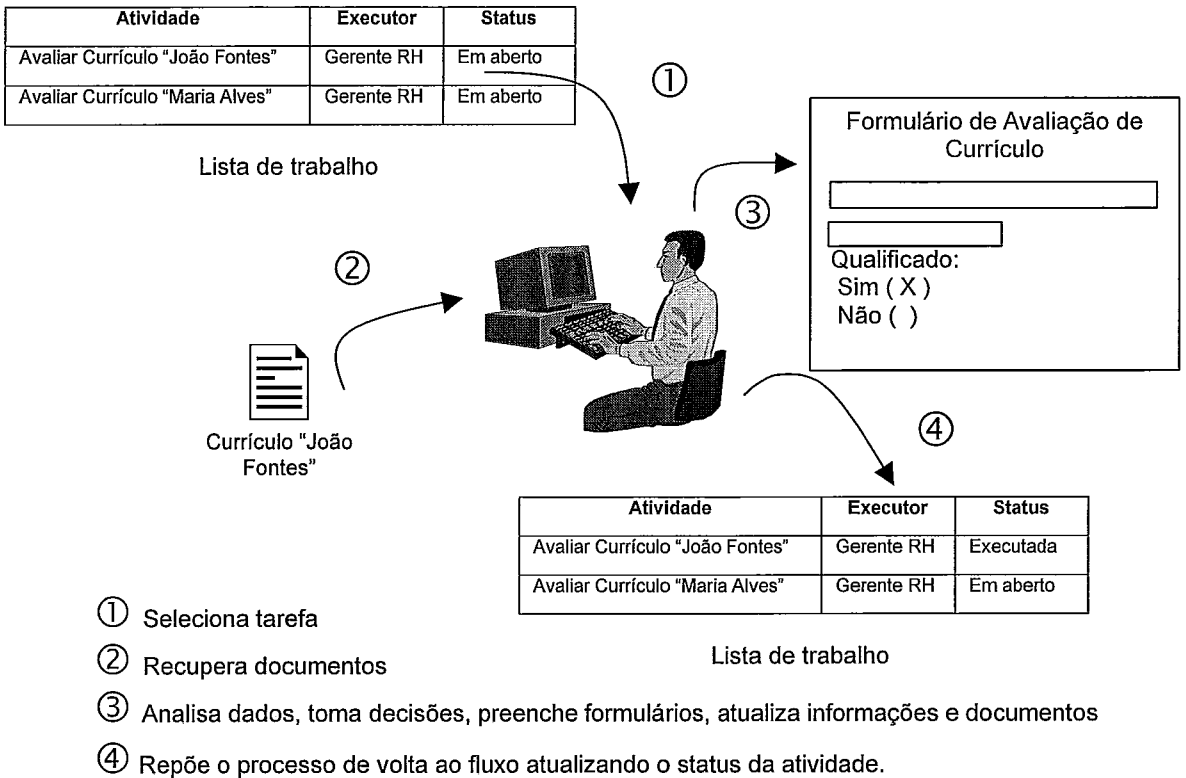 Atividade Executor Status
Avaliar Currículo “João Fontes” Gerente RH Em aberto
Avaliar Currículo “Maria Alves” Gerente RH Em aberto
Lista de trabalho
①
Formulário de Avaliação de
Currículo
Qualificado:
Sim ( X )
Não ( )
③
②
Currículo “João
Fontes”
④
Atividade Executor Status
Avaliar Currículo “João Fontes” Gerente RH Executada
Avaliar Currículo “Maria Alves” Gerente RH Em aberto
Lista de trabalho
① Seleciona tarefa
② Recupera documentos
③ Analisa dados, toma decisões, preenche formulários, atualiza informações e documentos
④ Repõe o processo de volta ao fluxo atualizando o status da atividade.